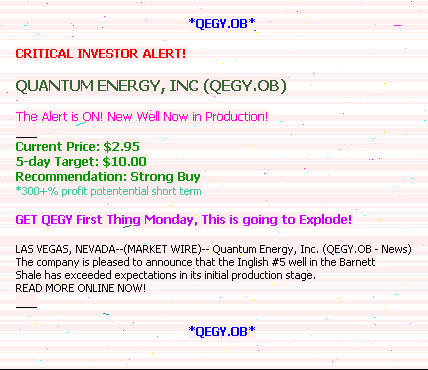 *QEGY.OB*
CRITICAL INVESTOR ALERT!
QUANTUM ENERGY, INC (QEGY.OB)
The Alert is ON! New Well Now in Production!
Current Price: $2.95
5-day Target: $10.00
Recommendation: Strong Buy
*300+% profit potentential short term
GET QEGY First Thing Monday, This is going to Explode!
LAS VEGAS, NEVADA--(MARKET WIRE)-- Quantum Energy, Inc. (QEGY.OB - News)
The company is pleased to announce that the Inglish #5 well in the Barnett
Shale has exceeded expectations in its initial production stage.
READ MORE ONLINE NOW!
*QEGY.OB*